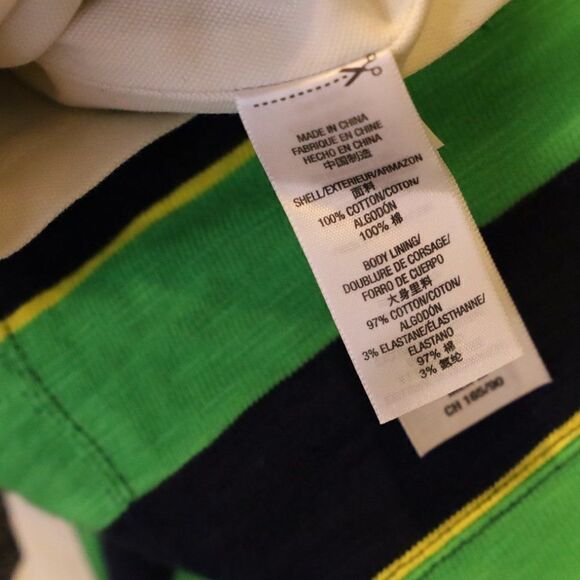 MADE IN CHINA
FABRIQUE EN CHINE
HECHO EN CHINA
中国制造
SHELL/EXTERIEUR/ARMAZON
面料
100% COTTON/COTON/
ALGODÓN
100% 棉
BODY LINING/
DOUBLURE DE CORSAGE/
FORRO DE CUERPO
大身里料
97% COTTON/COTON/
ALGODÓN
3% ELASTANE/ÉLASTHANNE/
ELASTANO
97% 棉
3% 氨纶
CH 165/90